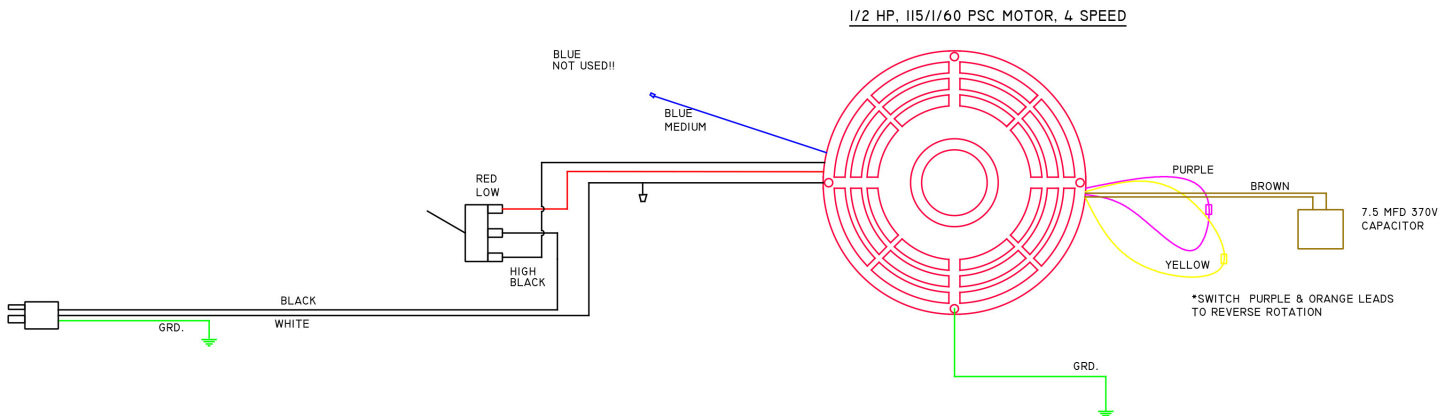 1/2 HP, 115/1/60 PSC MOTOR, 4 SPEED
BLUE
NOT USED!!
BLUE
MEDIUM
RED
LOW
HIGH
BLACK
BLACK
WHITE
GRD.
PURPLE
BROWN
YELLOW
7.5 MFD 370V
CAPACITOR
*SWITCH PURPLE & ORANGE LEADS
TO REVERSE ROTATION
GRD.